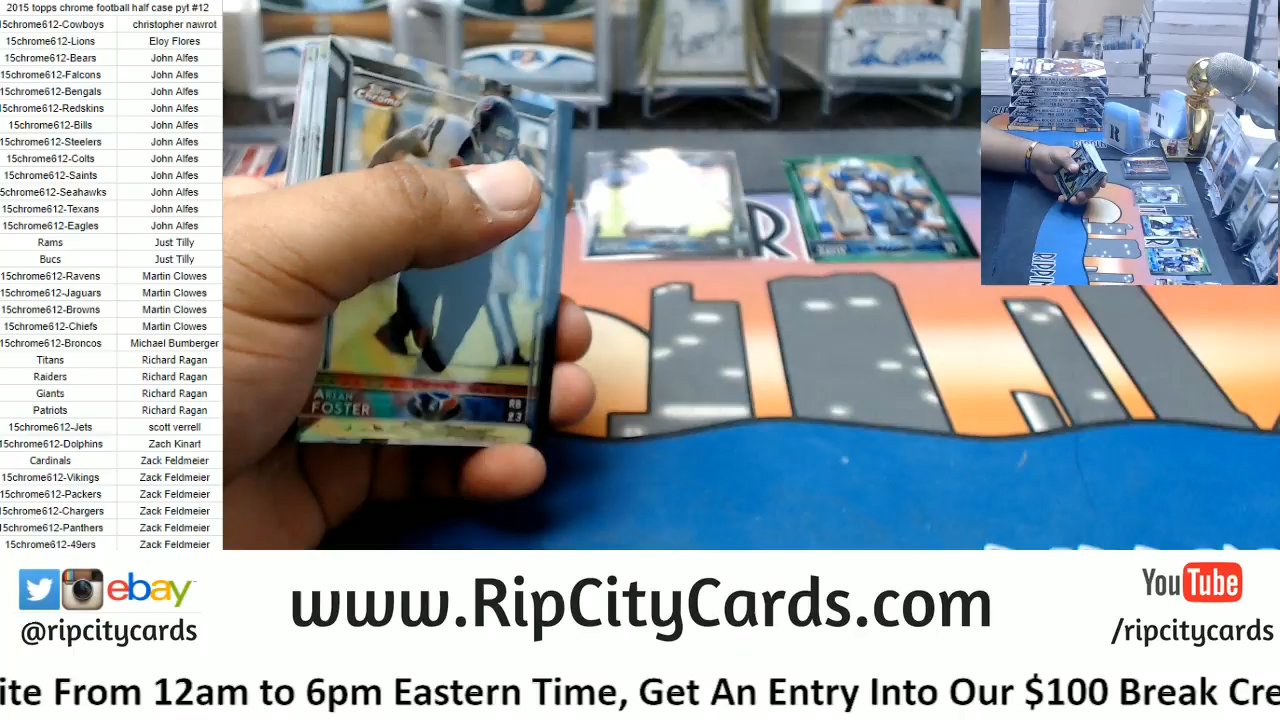 2015 topps chrome football half case pyt #12
15chrome612-Cowboys christopher nawrot
15chrome612-Lions Eloy Flores
15chrome612-Bears John Alfes
15chrome612-Falcons John Alfes
15chrome612-Bengals John Alfes
15chrome612-Redskins John Alfes
15chrome612-Bills John Alfes
15chrome612-Steelers John Alfes
15chrome612-Colts John Alfes
15chrome612-Saints John Alfes
5chrome612-Seahawks John Alfes
15chrome612-Texans John Alfes
15chrome612-Eagles John Alfes
Rams Just Tilly
Bucs Just Tilly
15chrome612-Ravens Martin Clowes
15chrome612-Jaguars Martin Clowes
15chrome612-Browns Martin Clowes
15chrome612-Chiefs Martin Clowes
15chrome612-Broncos Michael Bumberger
Titans Richard Ragan
Raiders Richard Ragan
Giants Richard Ragan
Patriots Richard Ragan
15chrome612-Jets scott verrell
15chrome612-Dolphins Zach Kinart
Cardinals Zack Feldmeier
15chrome612-Vikings Zack Feldmeier
15chrome612-Packers Zack Feldmeier
15chrome612-Chargers Zack Feldmeier
15chrome612-Panthers Zack Feldmeier
15chrome612-49ers Zack Feldmeier
ARIAN
FOSTER
RB
23
R
R T
RIPPIN
ebay
@ripcitycards
www.RipCityCards.com
YouTube
/ripcitycards
ite From 12am to 6pm Eastern Time, Get An Entry Into Our $100 Break Cre